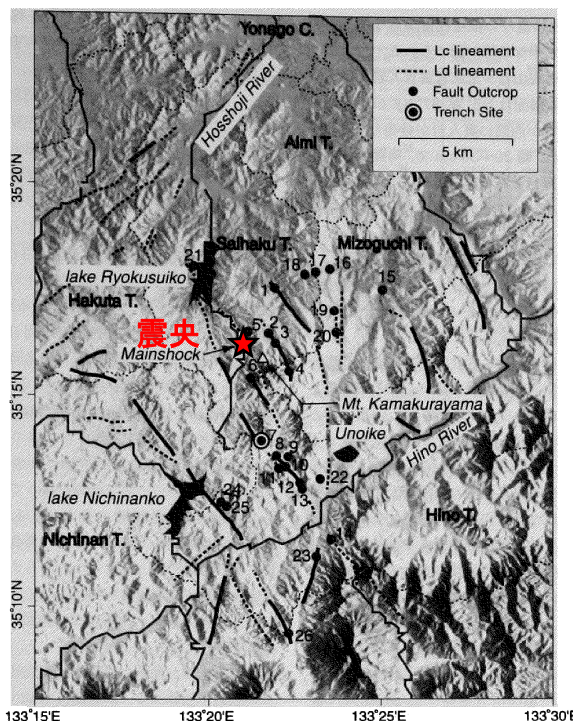 Yonago C.
Hosshoji River
Aimi T.
Lc lineament
Ld lineament
Fault Outcrop
Trench Site
5 km
35°20'N
Saihaku T.
Mizoguchi T.
21
lake Ryokusuiko
18
17
16
15
1
Hakuta T.
19
20
震央
Mainshock
5
2
3
4
6
Mt. Kamakurayama
35°15'N
Unoike
Hino River
7
8
9
10
11
12
13
22
lake Nichinanko
24
25
Hino T.
Nichinan T.
23
35°10'N
26
133°15'E
133°20'E
133°25'E
133°30'E